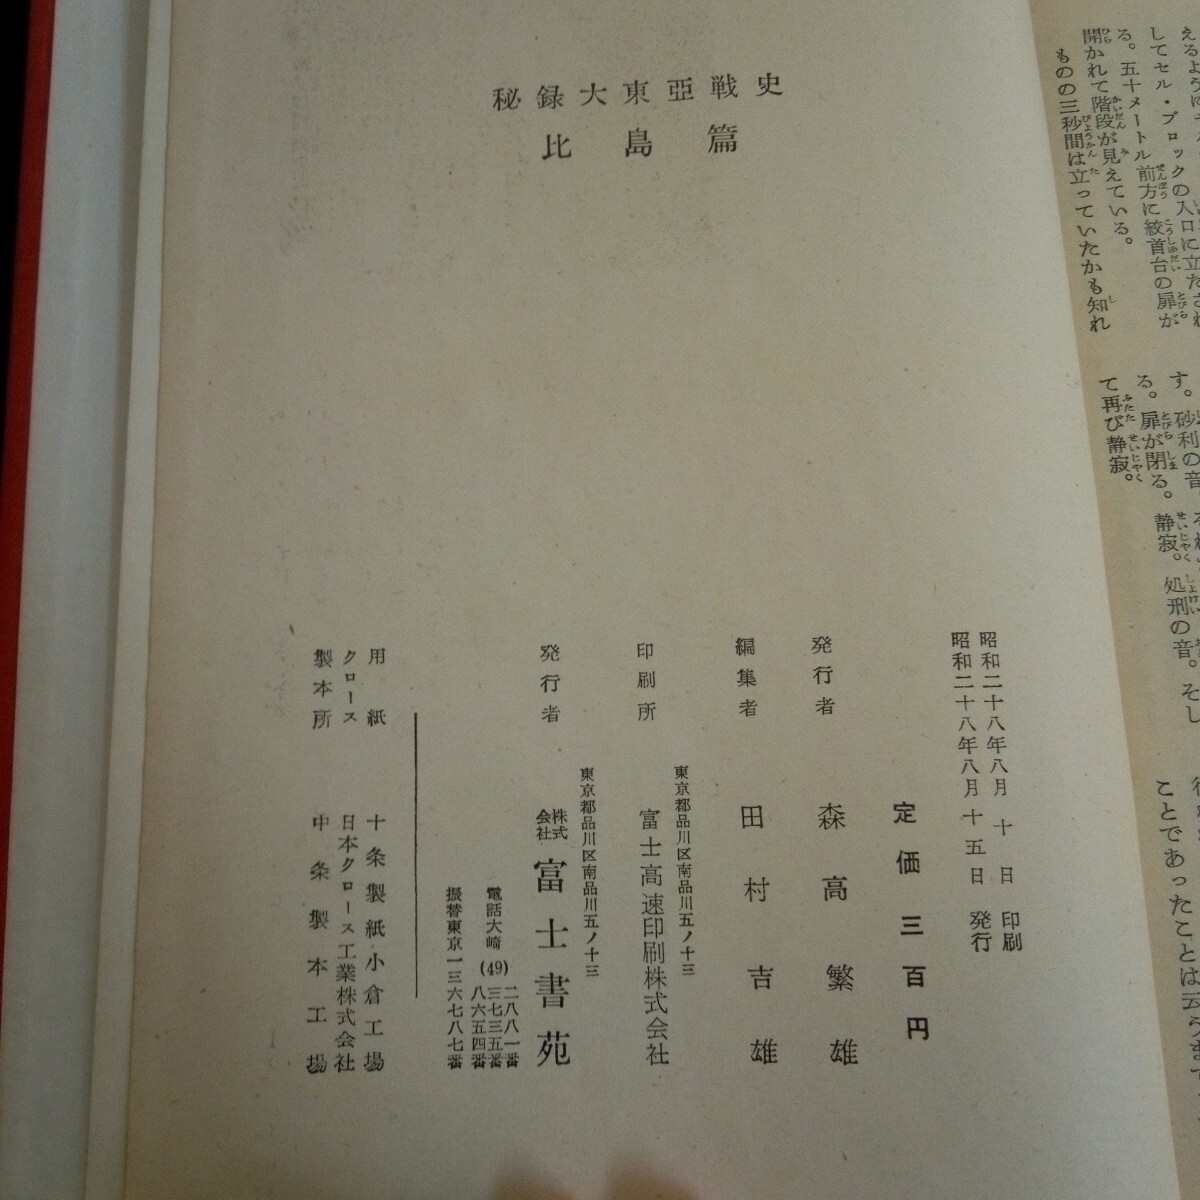 えるように
してセル・ブロックの入口に立たされ
る。五十メートル前方に絞首台の扉が
開かれて階段が見えている。
ものの三秒間は立っていたかも知れ
す。砂利の音
る。扉が閉る。静寂。処刑の音。そし
て再び静寂。
ことであったことは云うまで
秘録大東亜戦史
比島篇
昭和二十八年八月十日 印刷
昭和二十八年八月十五日 発行
定価三百円
発行者 森高繁雄
編集者 田村吉雄
東京都品川区南品川五ノ十三
印刷所 富士高速印刷株式会社
東京都品川区南品川五ノ十三
発行者 株式会社 富士書苑
電話大崎(49)二八八一番
三七三五番
八六五四番
振替東京一三六七八七番
用紙 十条製紙小倉工場
クロース 日本クロース工業株式会社
製本所 中条製本工場